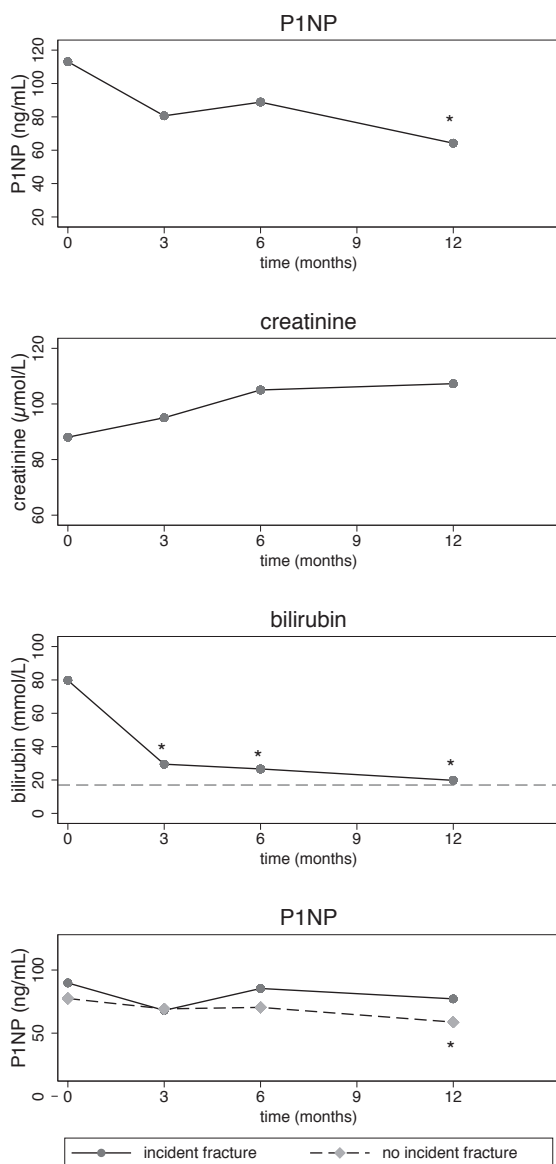 P1NP
P1NP (ng/mL)
120
100
80
60
40
20
*
0 3 6 9 12
time (months)
creatinine
creatinine (µmol/L)
120
100
80
60
0 3 6 9 12
time (months)
bilirubin
bilirubin (mmol/L)
100
80
60
40
20
0
* * *
0 3 6 9 12
time (months)
P1NP
P1NP (ng/mL)
100
50
0
*
0 3 6 9 12
time (months)
incident fracture no incident fracture